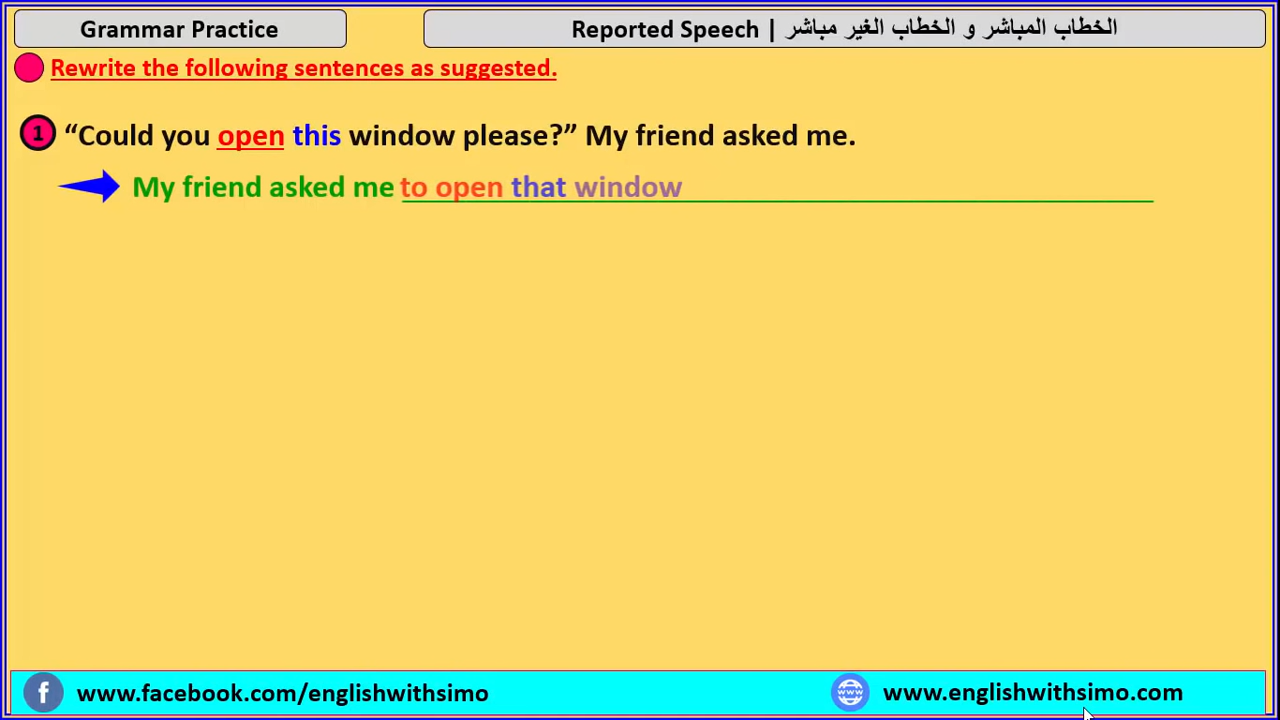 Grammar Practice
Reported Speech | الخطاب المباشر و الخطاب الغير مباشر
Rewrite the following sentences as suggested.
1 “Could you open this window please?” My friend asked me.
My friend asked me to open that window
www.facebook.com/englishwithsimo
www.englishwithsimo.com